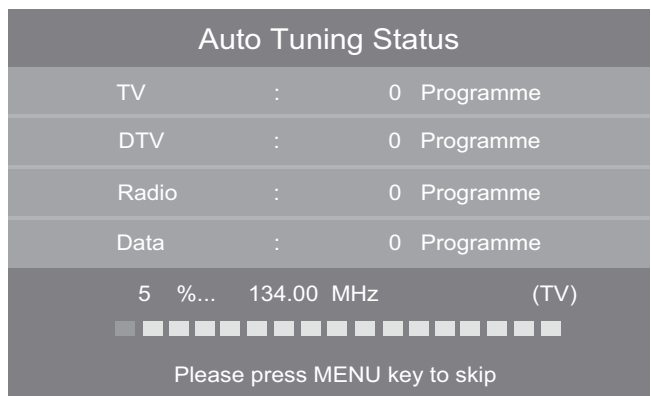 Auto Tuning Status
TV : 0 Programme
DTV : 0 Programme
Radio : 0 Programme
Data : 0 Programme
5 %... 134.00 MHz (TV)
Please press MENU key to skip